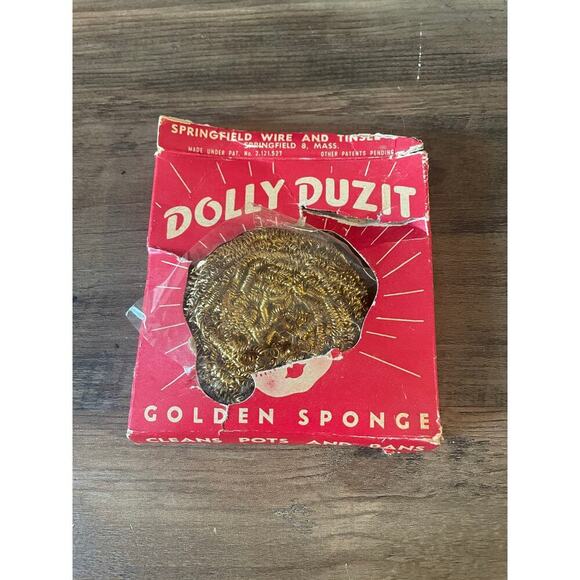 SPRINGFIELD WIRE AND TINSEL
SPRINGFIELD 8, MASS.
MADE UNDER PAT. No. 2,121,527 OTHER PATENTS PENDING
DOLLY DUZIT
GOLDEN SPONGE
CLEANS POTS AND PANS